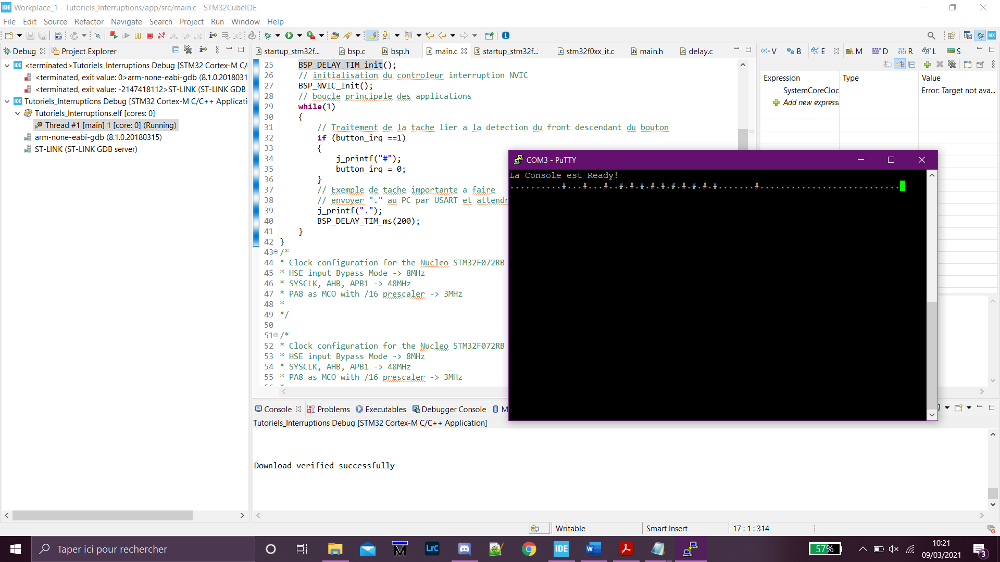 Workplace_1 - Tutoriels_Interruptions/app/src/main.c - STM32CubeIDE
File Edit Source Refactor Navigate Search Project Run Window Help
Debug Project Explorer
<terminated>Tutoriels_Interruptions Debug [STM32 Cortex-M C/
<terminated, exit value: 0>arm-none-eabi-gdb (8.1.0.2018031
<terminated, exit value: -2147418112>ST-LINK (ST-LINK GDB
Tutoriels_Interruptions Debug [STM32 Cortex-M C/C++ Applicati
Tutoriels_Interruptions.elf [cores: 0]
Thread #1 [main] 1 [core: 0] (Running)
arm-none-eabi-gdb (8.1.0.20180315)
ST-LINK (ST-LINK GDB server)
startup_stm32f... bsp.c bsp.h main.c startup_stm32f... stm32f0xx_it.c main.h delay.c
25 BSP_DELAY_TIM_init();
26 // initialisation du controleur interruption NVIC
27 BSP_NVIC_Init();
28 // boucle principale des applications
29 while(1)
30 {
31 // Traitement de la tache lier a la detection du front descendant du bouton
32 if (button_irq ==1)
33 {
34 j_printf("#");
35 button_irq = 0;
36 }
37 // Exemple de tache importante a faire
38 // envoyer "." au PC par USART et attendr
39 j_printf(".");
40 BSP_DELAY_TIM_ms(200);
41 }
42 }
43 /*
44 * Clock configuration for the Nucleo STM32F072RB
45 * HSE input Bypass Mode -> 8MHz
46 * SYSCLK, AHB, APB1 -> 48MHz
47 * PA8 as MCO with /16 prescaler -> 3MHz
48 *
49 */
50
51 /*
52 * Clock configuration for the Nucleo STM32F072RB
53 * HSE input Bypass Mode -> 8MHz
54 * SYSCLK, AHB, APB1 -> 48MHz
55 * PA8 as MCO with /16 prescaler -> 3MHz
(x)= V B E M D R L S
Expression Type Value
SystemCoreCloc Error: Target not ava...
Add new expressi
COM3 - PuTTY
La Console est Ready!
..........#...#...#..#.#.#.#.#.#.#.#.#.#.......#...........................
Console Problems Executables Debugger Console M
Tutoriels_Interruptions Debug [STM32 Cortex-M C/C++ Application]
Download verified successfully
Writable Smart Insert 17 : 1 : 314
Taper ici pour rechercher
LrC
IDE
57%
10:21
09/03/2021
3